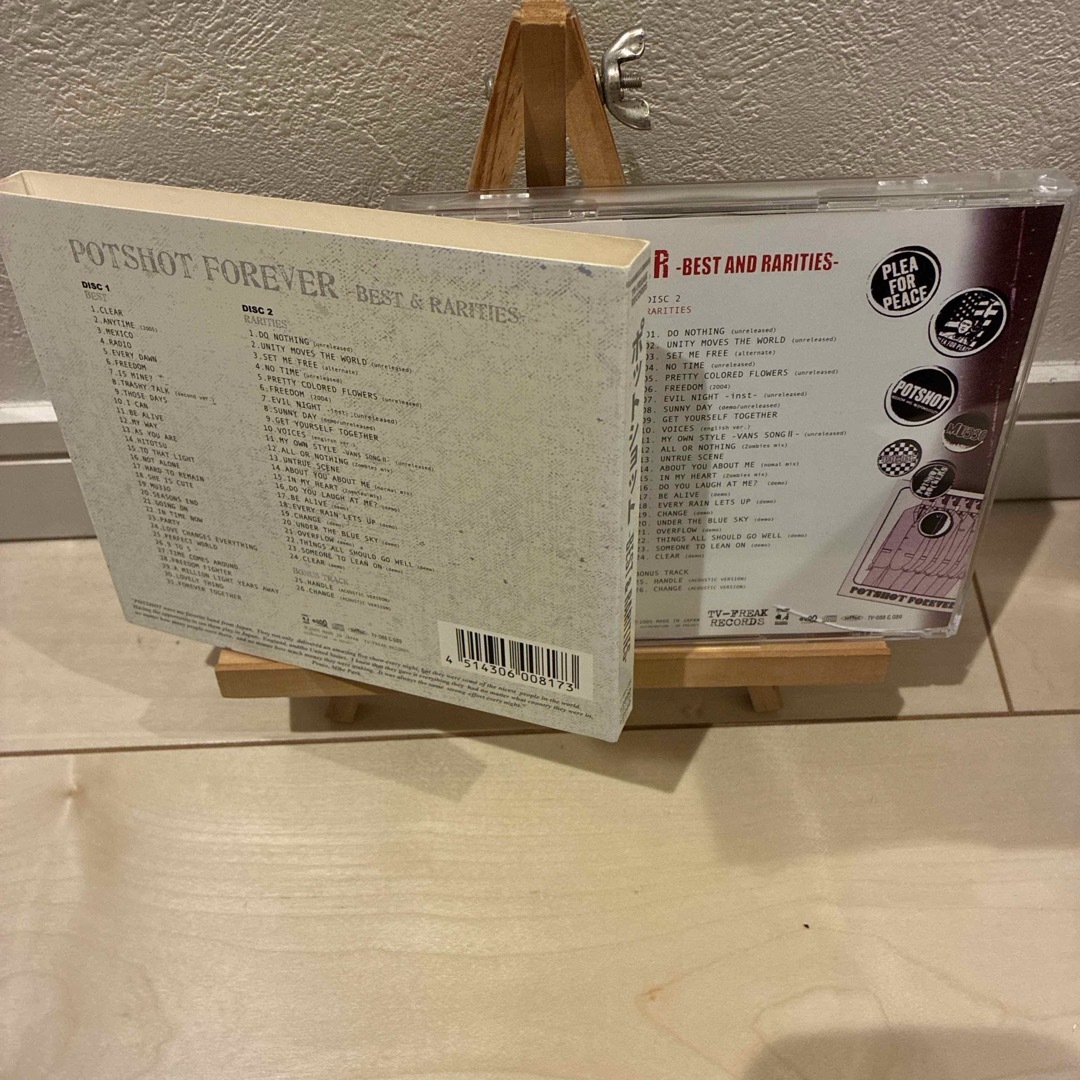 POTSHOT FOREVER -BEST & RARITIES-
DISC 1
BEST
1.CLEAR
2.ANYTIME (2005)
3.MEXICO
4.RADIO
5.EVERY DAWN
6.FREEDOM
7.IS MINE?
8.TRASHY TALK (second ver.)
9.THOSE DAYS
10.I CAN
11.BE ALIVE
12.MY WAY
13.AS YOU ARE
14.HITOTSU
15.TO THAT LIGHT
16.NOT ALONE
17.HARD TO REMAIN
18.SHE IS CUTE
19.MU330
20.SEASONS END
21.GOING ON
22.IN TIME NOW
23.PARTY
24.LOVE CHANGES EVERYTHING
25.PERFECT WORLD
26.9 TO 5
27.TIME COMES AROUND
28.FREEDOM FIGHTER
29.A MILLION LIGHT YEARS AWAY
30.LOVELY THING
31.FOREVER TOGETHER
DISC 2
RARITIES
1.DO NOTHING (unreleased)
2.UNITY MOVES THE WORLD (unreleased)
3.SET ME FREE (alternate)
4.NO TIME (unreleased)
5.PRETTY COLORED FLOWERS (unreleased)
6.FREEDOM (2004)
7.EVIL NIGHT -inst- (unreleased)
8.SUNNY DAY (demo/unreleased)
9.GET YOURSELF TOGETHER
10.VOICES (english ver.)
11.MY OWN STYLE -VANS SONGⅡ- (unreleased)
12.ALL OR NOTHING (Zombies mix)
13.UNTRUE SCENE
14.ABOUT YOU ABOUT ME (normal mix)
15.IN MY HEART (Zombies mix)
16.DO YOU LAUGH AT ME? (demo)
17.BE ALIVE (demo)
18.EVERY RAIN LETS UP (demo)
19.CHANGE (demo)
20.UNDER THE BLUE SKY (demo)
21.OVERFLOW (demo)
22.THINGS ALL SHOULD GO WELL (demo)
23.SOMEONE TO LEAN ON (demo)
24.CLEAR (demo)
BONUS TRACK
25.HANDLE (ACOUSTIC VERSION)
26.CHANGE (ACOUSTIC VERSION)
4 514306 008173
R -BEST AND RARITIES-
DISC 2
RARITIES
01. DO NOTHING (unreleased)
02. UNITY MOVES THE WORLD (unreleased)
03. SET ME FREE (alternate)
04. NO TIME (unreleased)
05. PRETTY COLORED FLOWERS (unreleased)
06. FREEDOM (2004)
07. EVIL NIGHT -inst- (unreleased)
08. SUNNY DAY (demo/unreleased)
09. GET YOURSELF TOGETHER
10. VOICES (english ver.)
11. MY OWN STYLE -VANS SONGⅡ- (unreleased)
12. ALL OR NOTHING (Zombies mix)
13. UNTRUE SCENE
14. ABOUT YOU ABOUT ME (nomal mix)
15. IN MY HEART (Zombies mix)
16. DO YOU LAUGH AT ME? (demo)
17. BE ALIVE (demo)
18. EVERY RAIN LETS UP (demo)
19. CHANGE (demo)
20. UNDER THE BLUE SKY (demo)
21. OVERFLOW (demo)
22. THINGS ALL SHOULD GO WELL (demo)
23. SOMEONE TO LEAN ON (demo)
24. CLEAR (demo)
BONUS TRACK
25. HANDLE (ACOUSTIC VERSION)
26. CHANGE (ACOUSTIC VERSION)
TV-FREAK
RECORDS
PLEA
FOR
PEACE
POTSHOT
MU330
POTSHOT FOREVER